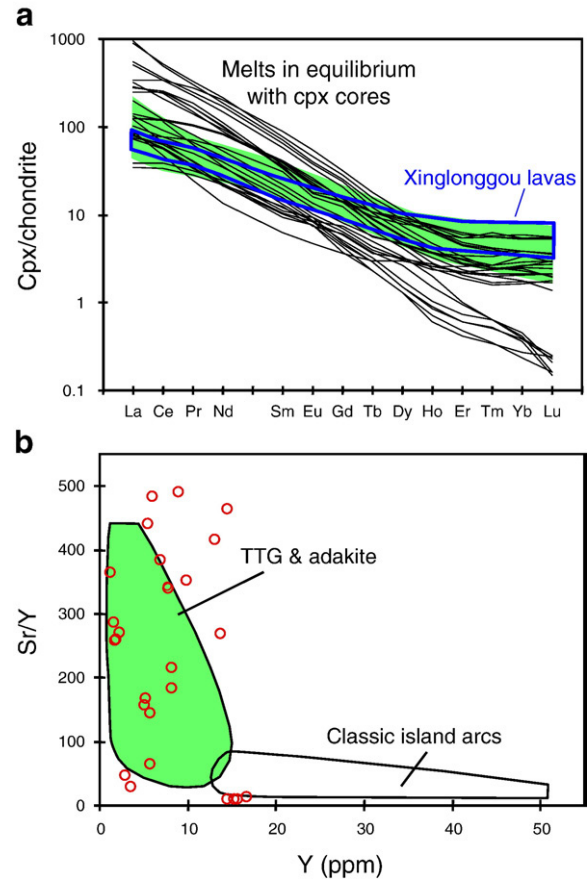 a
1000
Melts in equilibrium
with cpx cores
100
Xinglonggou lavas
10
1
0.1
Cpx/chondrite
La Ce Pr Nd Sm Eu Gd Tb Dy Ho Er Tm Yb Lu
b
500
400
TTG & adakite
300
200
Classic island arcs
100
0
Sr/Y
0 10 20 30 40 50
Y (ppm)